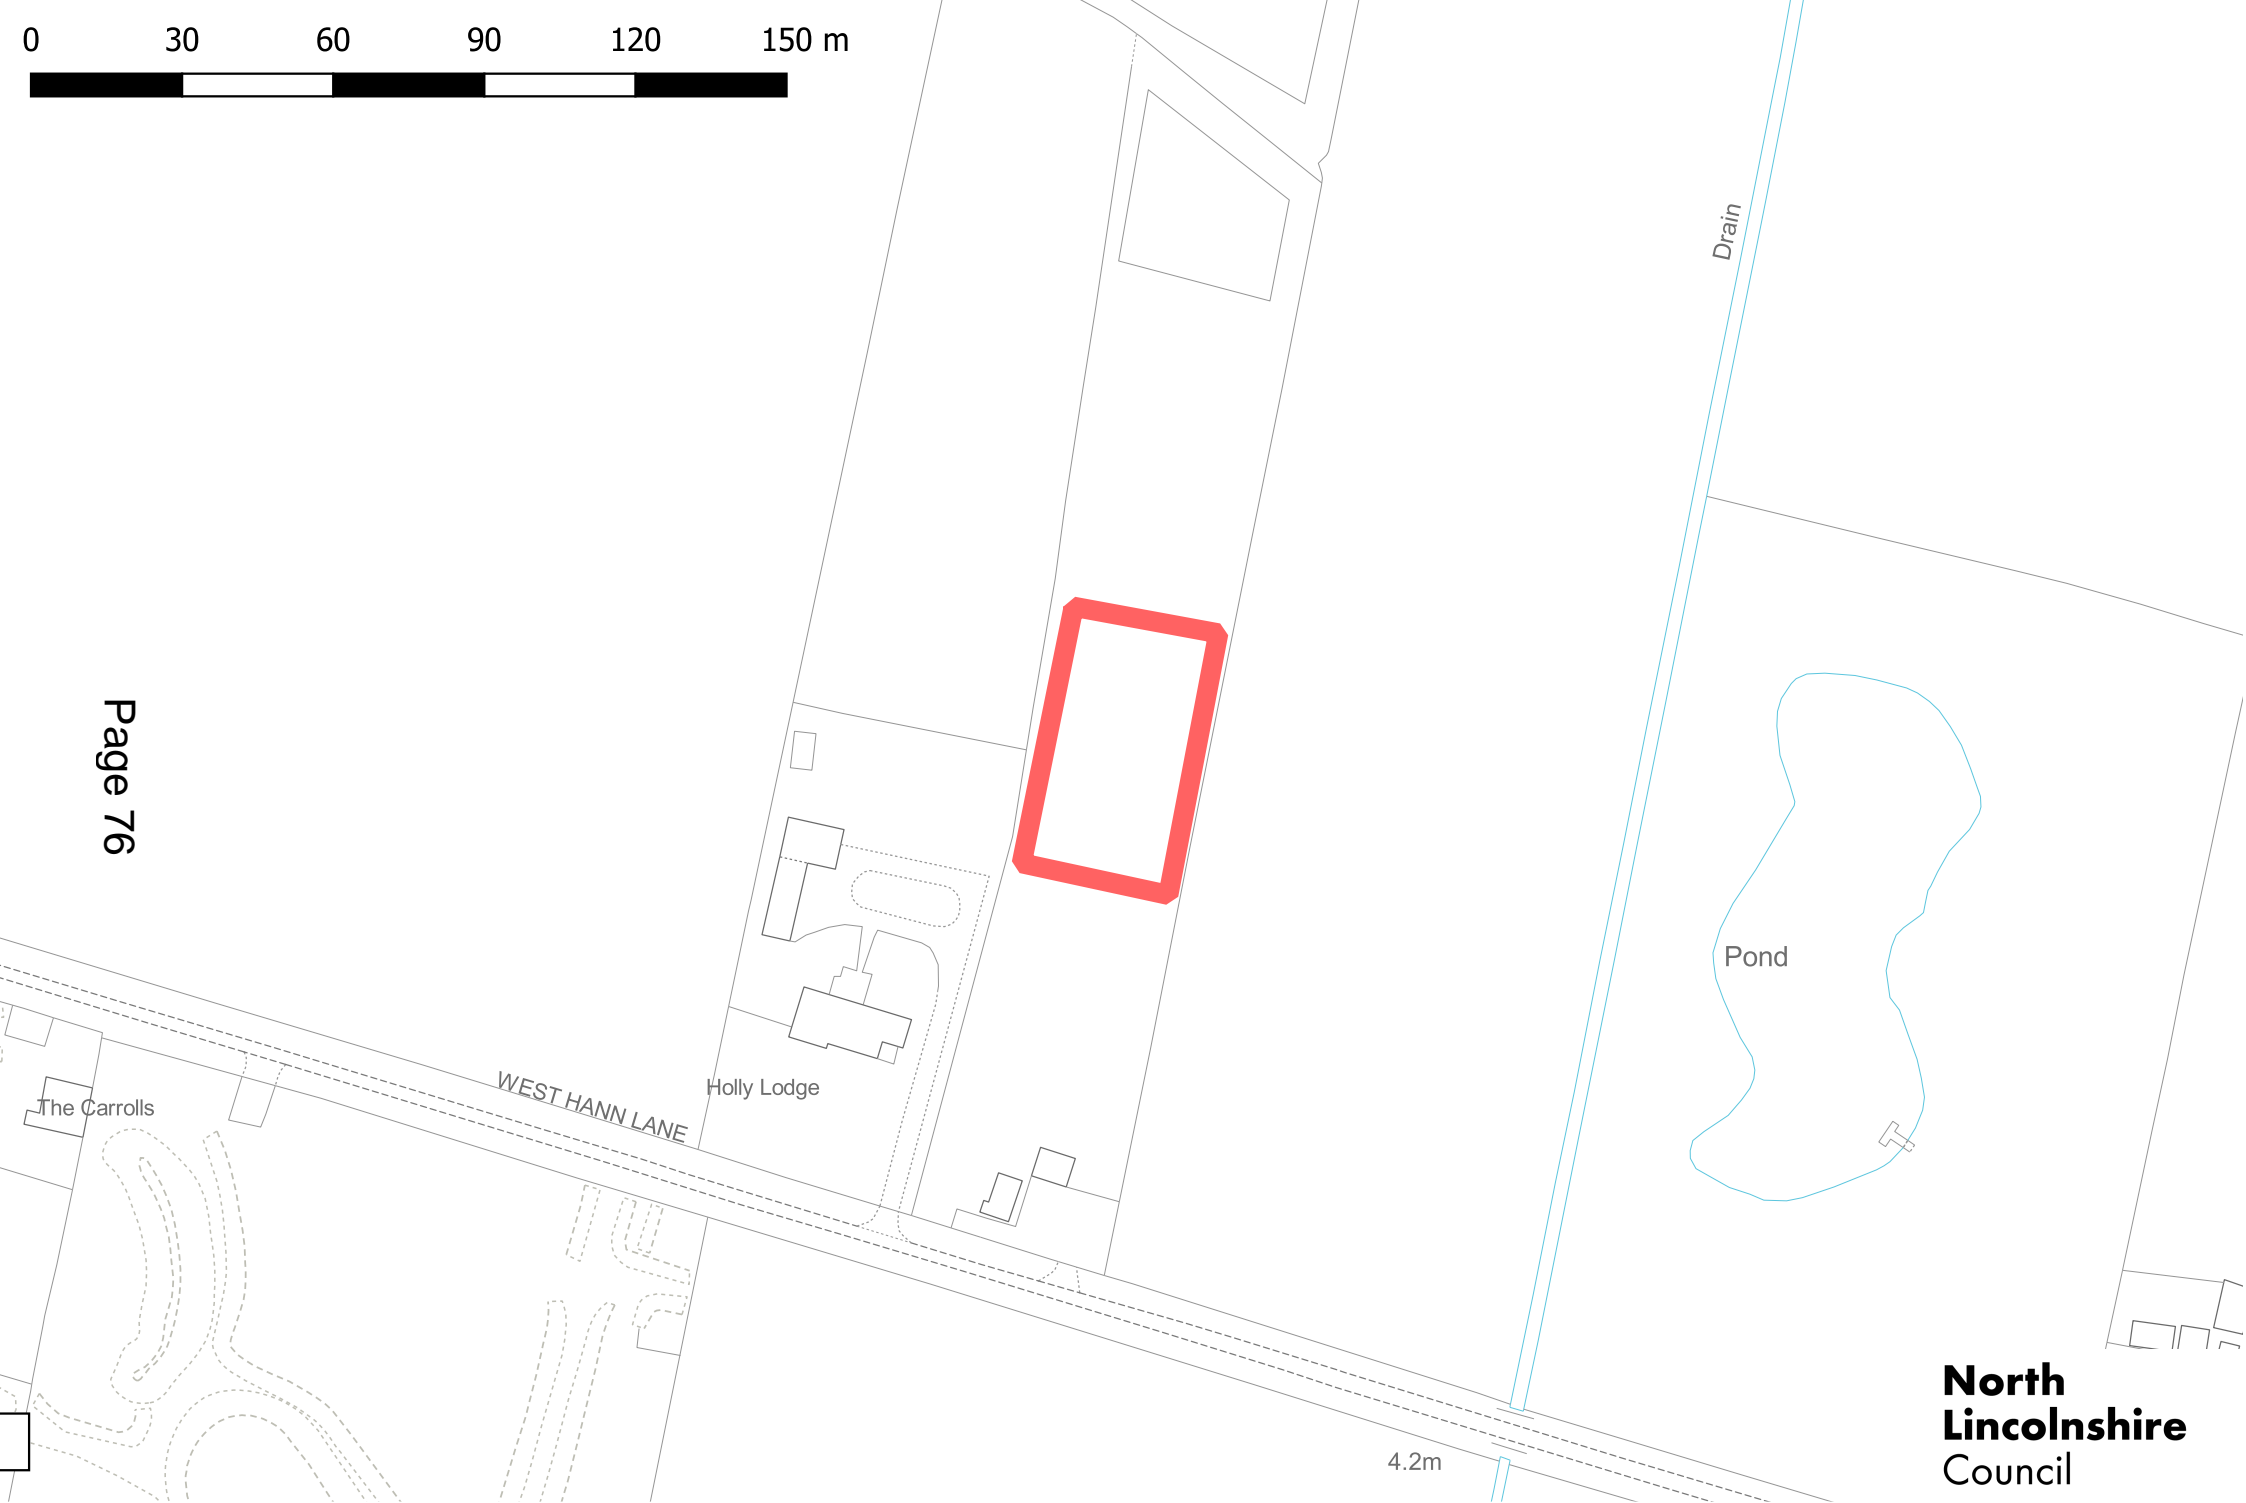 0 30 60 90 120 150 m
Drain
Page 76
Pond
WEST HANN LANE
Holly Lodge
The Carrolls
4.2m
North
Lincolnshire
Council